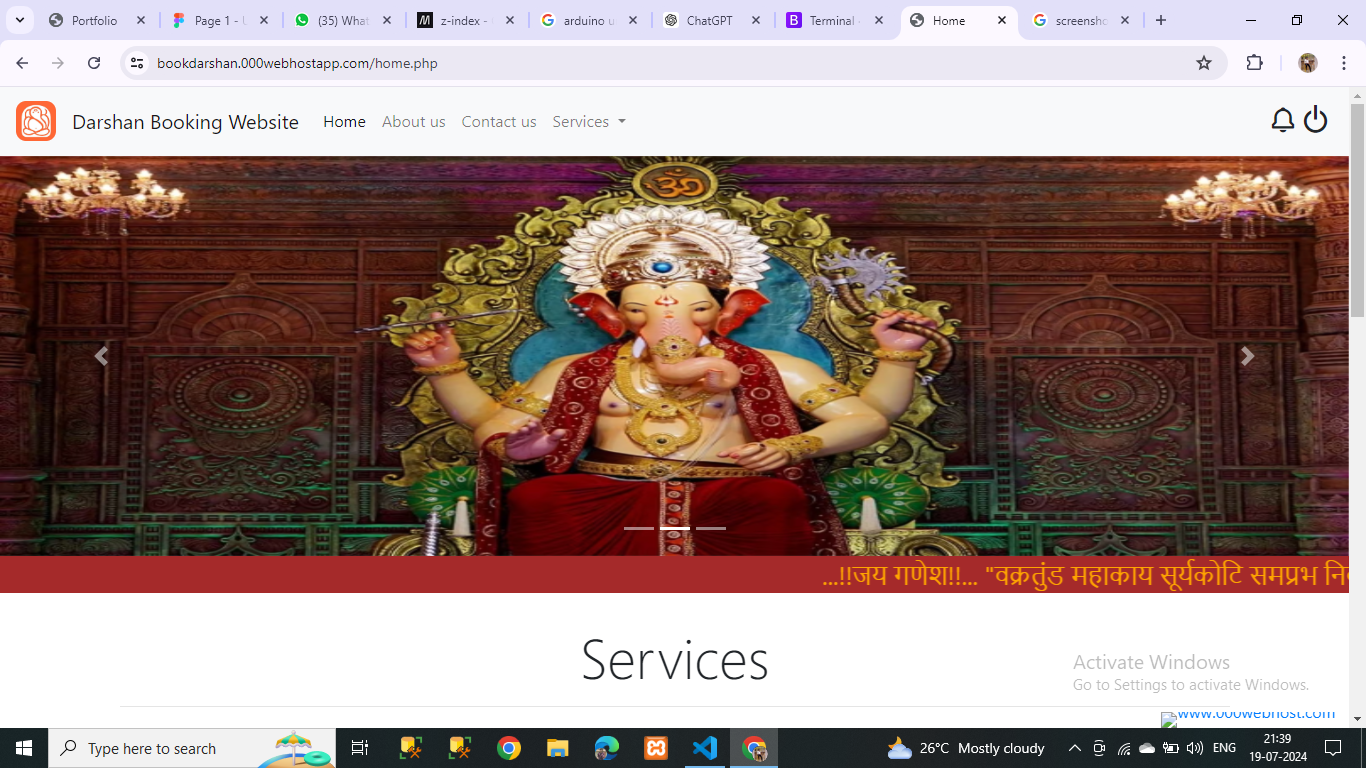 Portfolio
Page 1 - U
(35) What
z-index -
arduino u
ChatGPT
Terminal
Home
screensho
bookdarshan.000webhostapp.com/home.php
Darshan Booking Website Home About us Contact us Services
ॐ
...!!जय गणेश!!... "वक्रतुंड महाकाय सूर्यकोटि समप्रभ
Services
Activate Windows
Go to Settings to activate Windows.
www.000webhost.com
Type here to search
26°C Mostly cloudy
ENG
21:39
19-07-2024